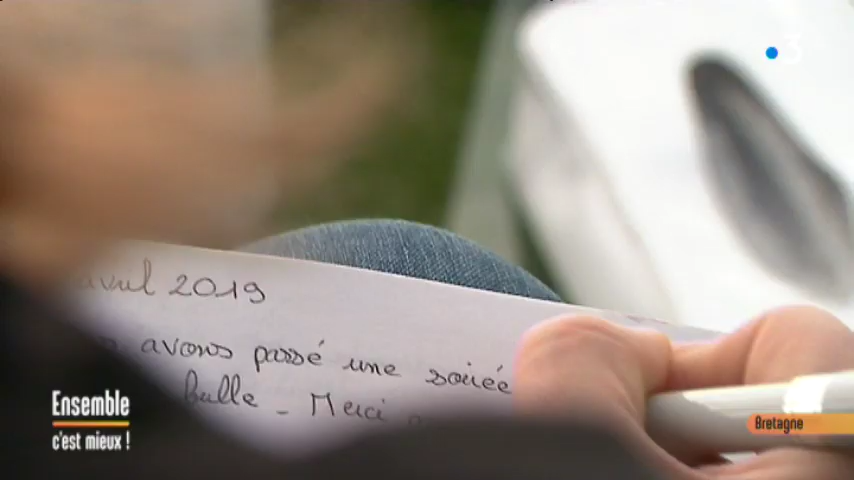 3
avril 2019
avons passé une soirée
bulle - Merci
Ensemble
c'est mieux !
Bretagne